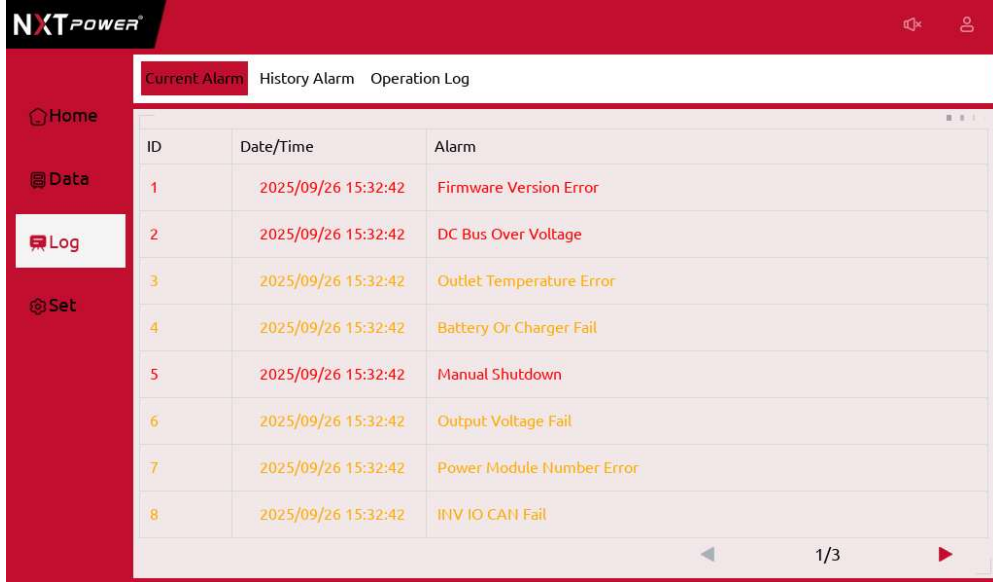 NXT POWER®
Current Alarm History Alarm Operation Log
Home
Data
Log
Set
ID Date/Time Alarm
1 2025/09/26 15:32:42 Firmware Version Error
2 2025/09/26 15:32:42 DC Bus Over Voltage
3 2025/09/26 15:32:42 Outlet Temperature Error
4 2025/09/26 15:32:42 Battery Or Charger Fail
5 2025/09/26 15:32:42 Manual Shutdown
6 2025/09/26 15:32:42 Output Voltage Fail
7 2025/09/26 15:32:42 Power Module Number Error
8 2025/09/26 15:32:42 INV IO CAN Fail
1/3